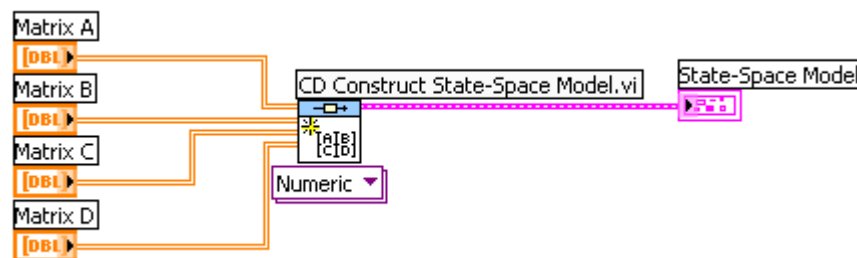 Matrix A
[DBL]
Matrix B
[DBL]
Matrix C
[DBL]
Matrix D
[DBL]
CD Construct State-Space Model.vi
[A|B]
[C|D]
Numeric
State-Space Model